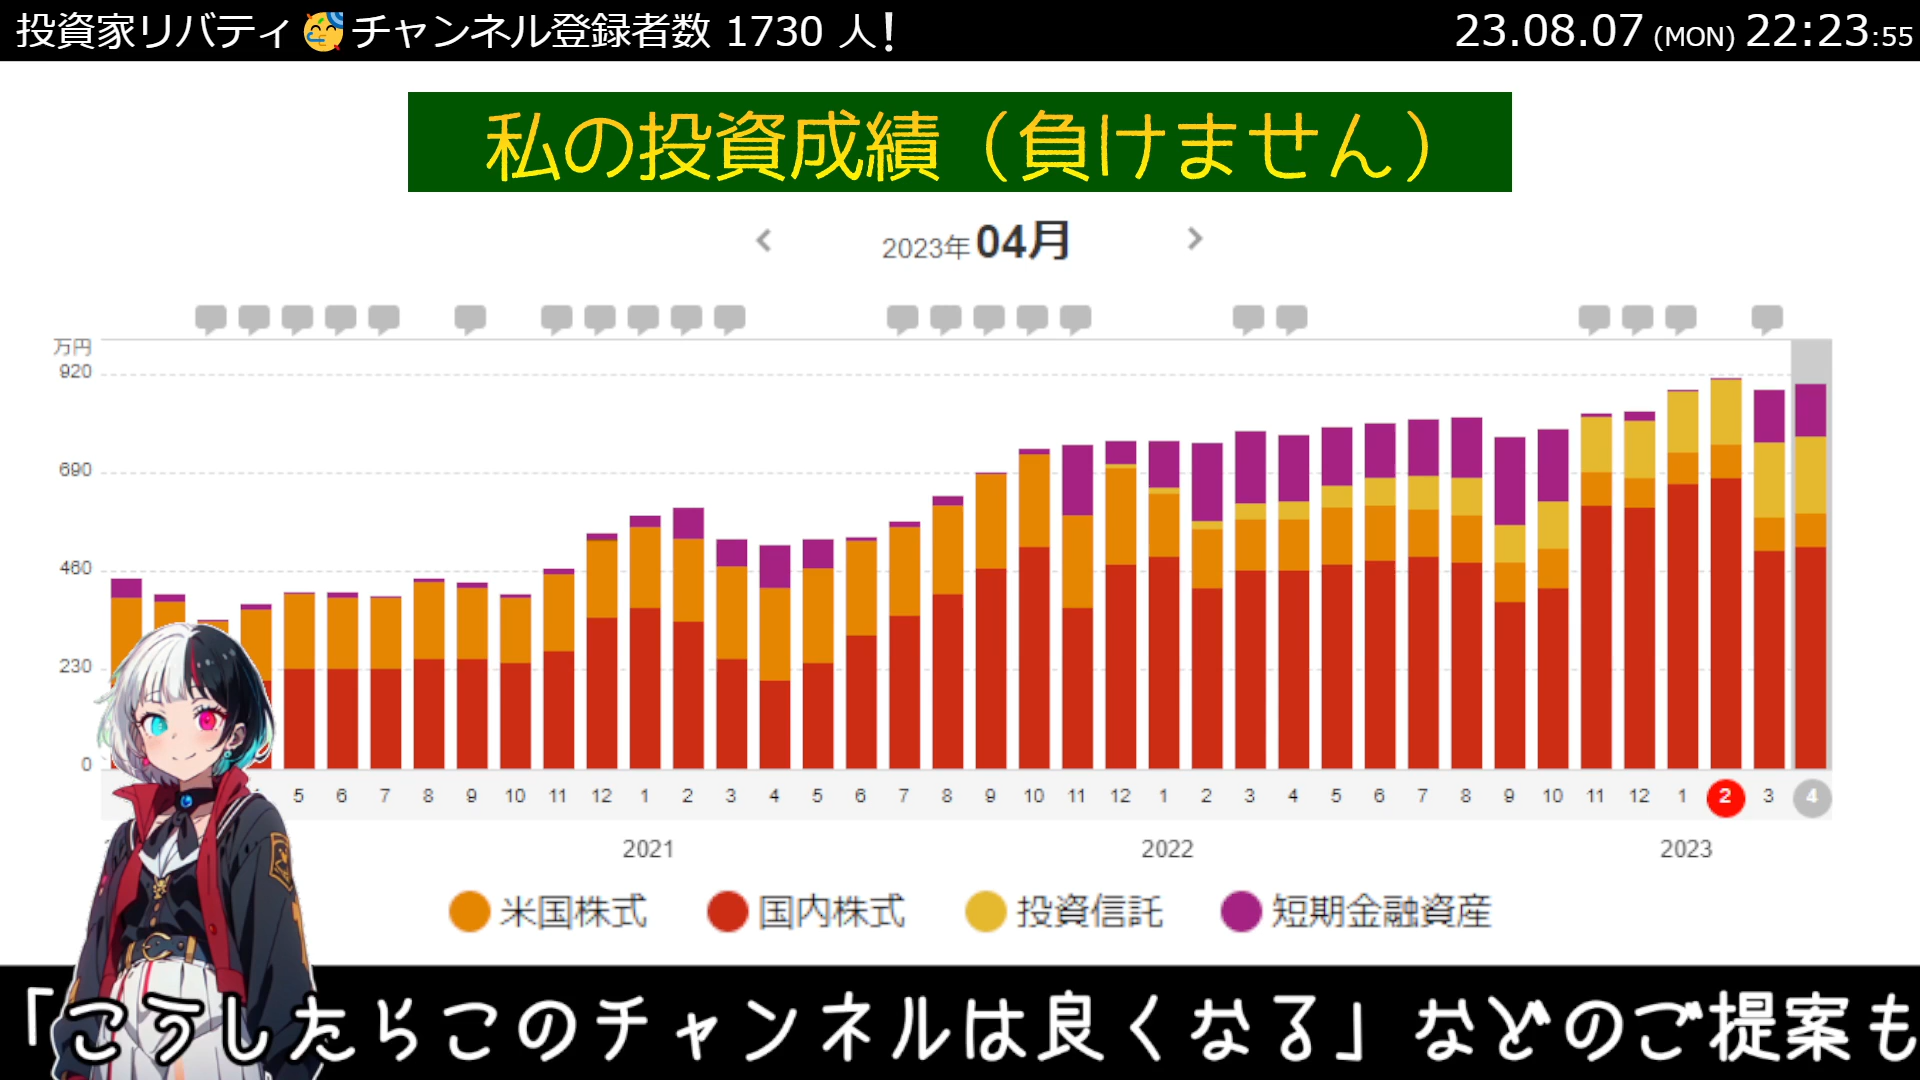 投資家リバティ🥳チャンネル登録者数 1730 人！
23.08.07 (MON) 22:23:55
私の投資成績（負けません）
2023年 04月
万円
920
690
460
230
0
5 6 7 8 9 10 11 12 1 2 3 4 5 6 7 8 9 10 11 12 1 2 3 4 5 6 7 8 9 10 11 12 1 2 3 4
2021 2022 2023
米国株式 国内株式 投資信託 短期金融資産
「こうしたらこのチャンネルは良くなる」などのご提案も